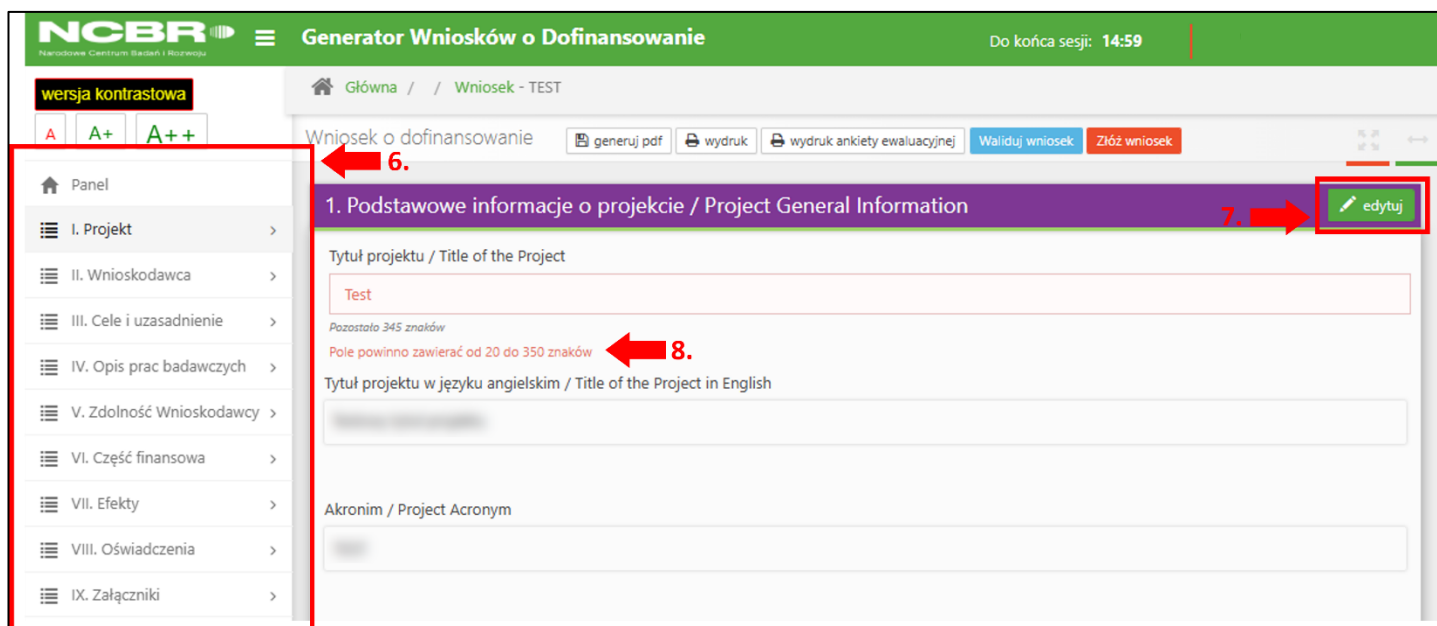 NCBR
Narodowe Centrum Badań i Rozwoju
Generator Wniosków o Dofinansowanie
Do końca sesji: 14:59
wersja kontrastowa
A A+ A++
Główna / / Wniosek - TEST
Wniosek o dofinansowanie
generuj pdf
wydruk
wydruk ankiety ewaluacyjnej
Waliduj wniosek
Złóż wniosek
6.
Panel
I. Projekt
II. Wnioskodawca
III. Cele i uzasadnienie
IV. Opis prac badawczych
V. Zdolność Wnioskodawcy
VI. Część finansowa
VII. Efekty
VIII. Oświadczenia
IX. Załączniki
1. Podstawowe informacje o projekcie / Project General Information
7.
edytuj
Tytuł projektu / Title of the Project
Test
Pozostało 345 znaków
Pole powinno zawierać od 20 do 350 znaków
8.
Tytuł projektu w języku angielskim / Title of the Project in English
Akronim / Project Acronym